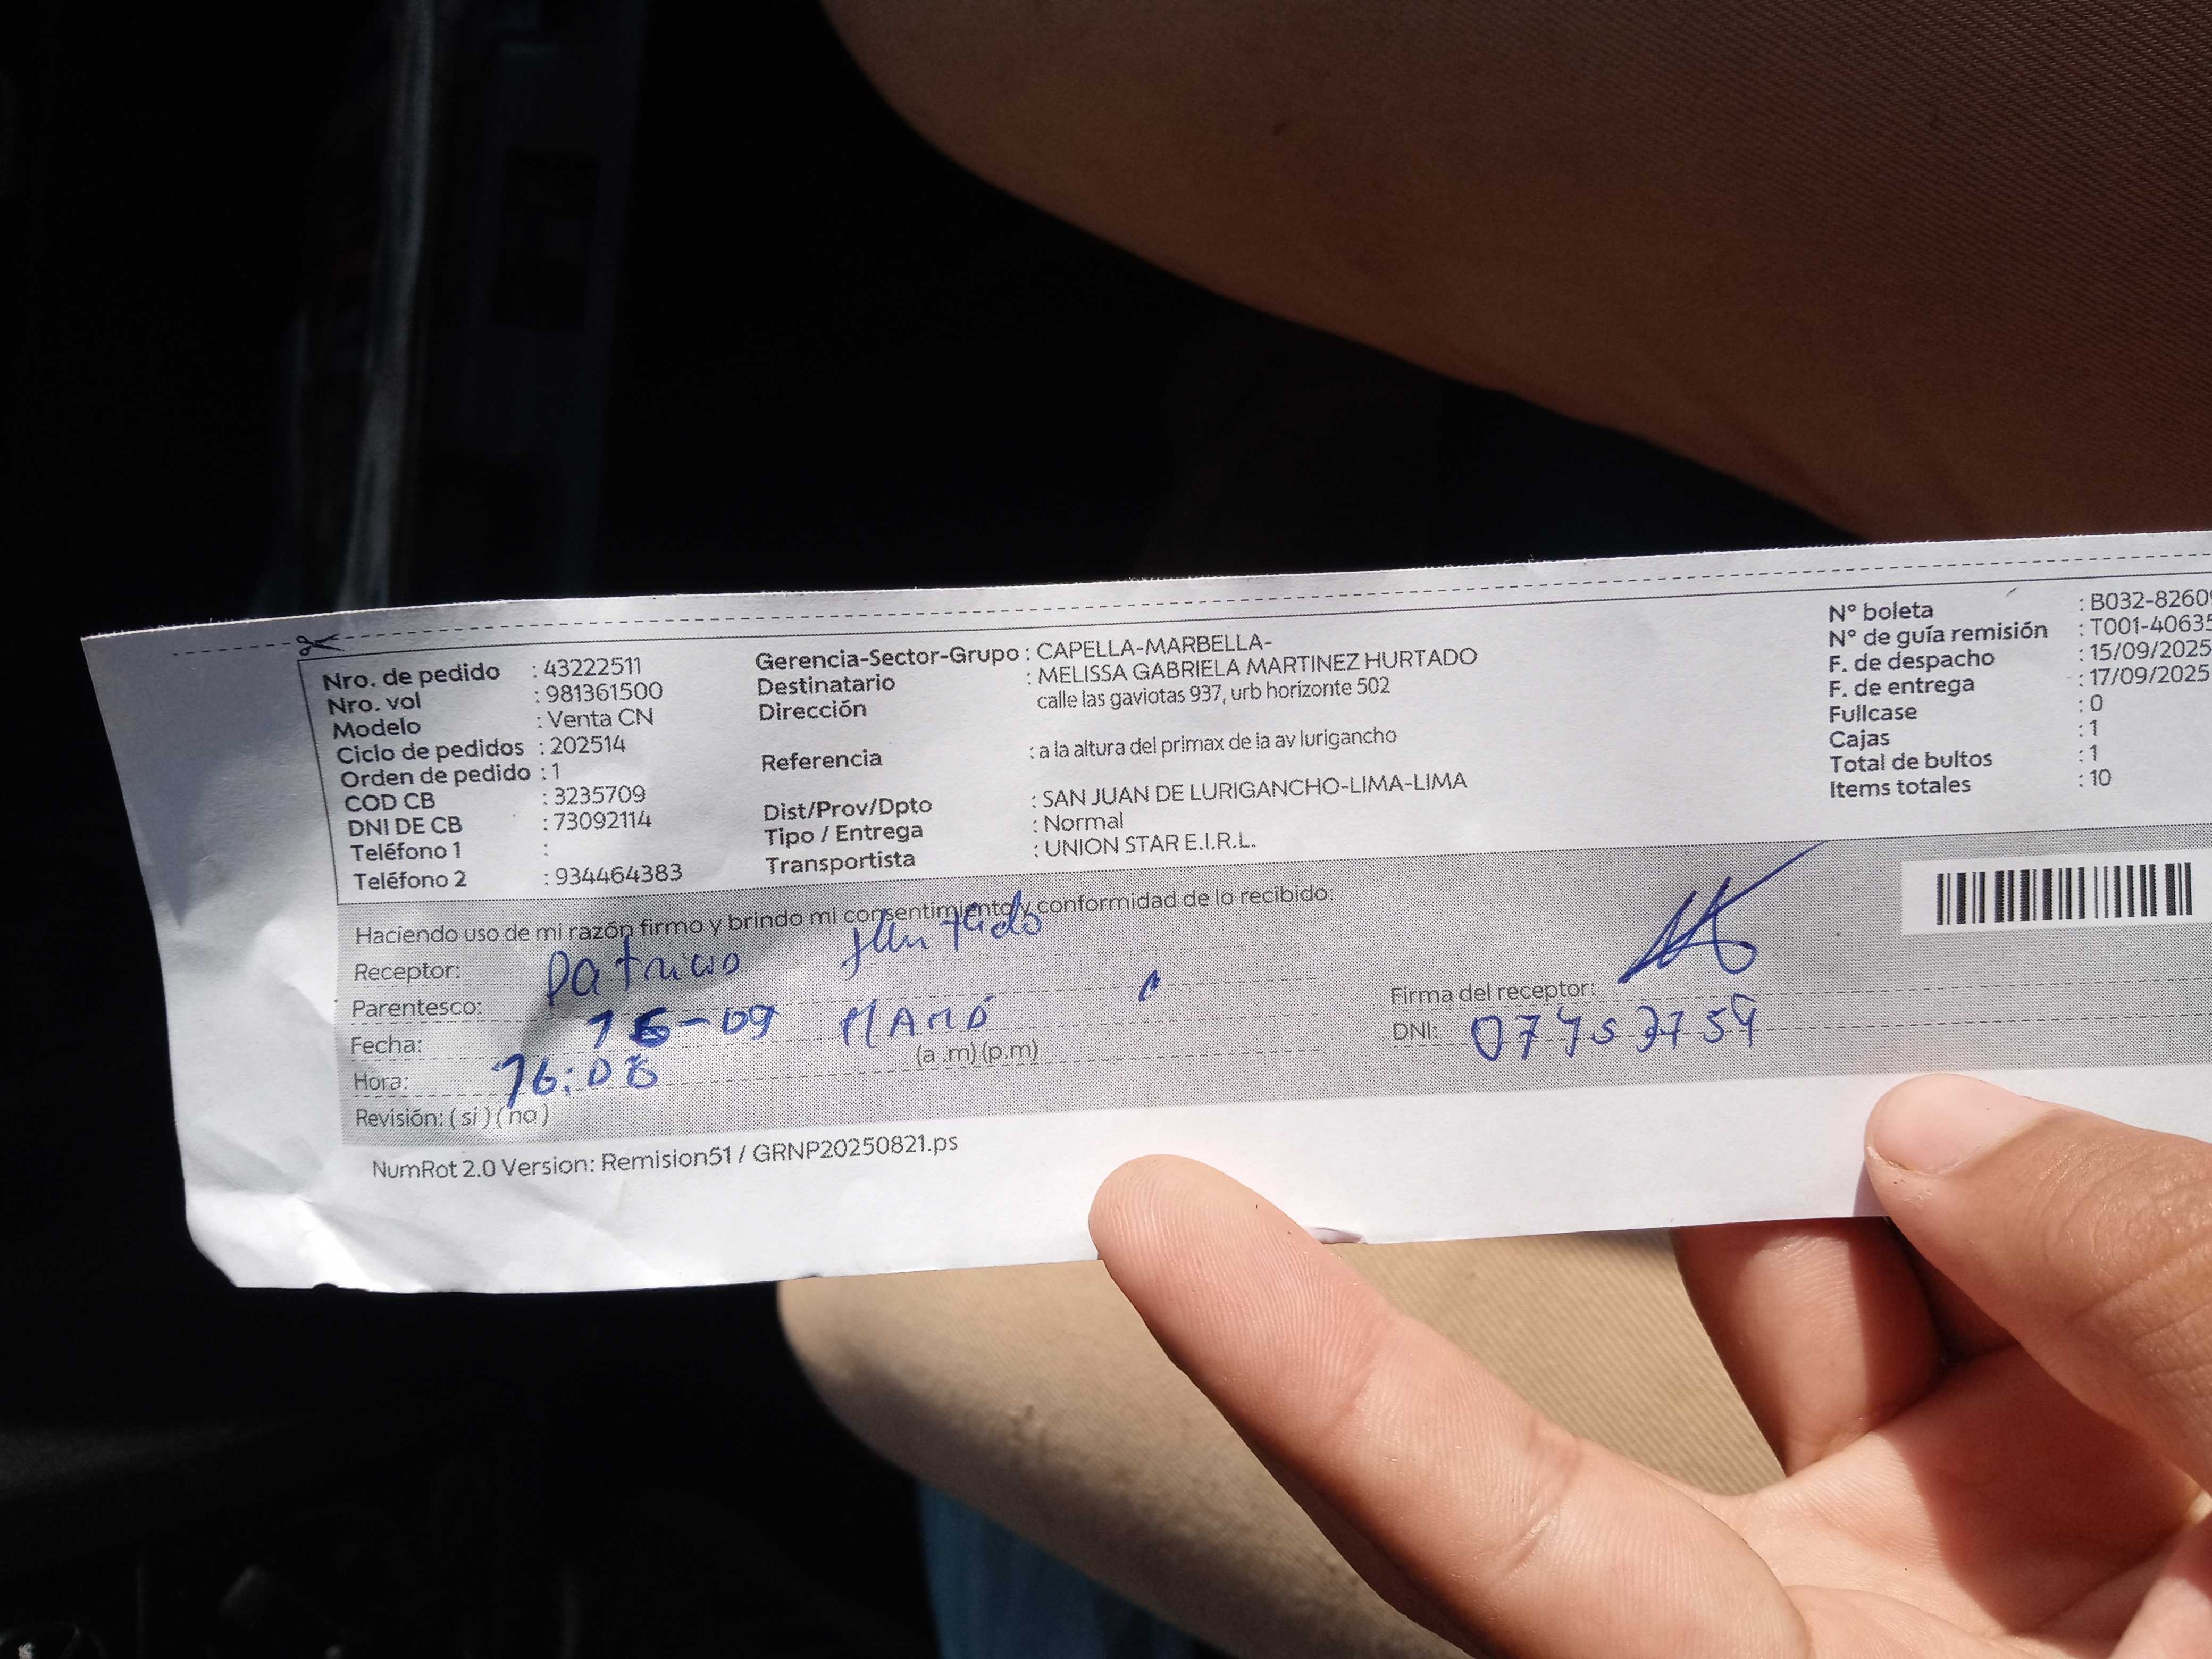 Nro. de pedido : 43222511
Nro. vol : 981361500
Modelo : Venta CN
Ciclo de pedidos : 202514
Orden de pedido : 1
COD CB : 3235709
DNI DE CB : 73092114
Teléfono 1 :
Teléfono 2 : 934464383
Gerencia-Sector-Grupo : CAPELLA-MARBELLA-
Destinatario : MELISSA GABRIELA MARTINEZ HURTADO
Dirección calle las gaviotas 937, urb horizonte 502
Referencia : a la altura del primax de la av lurigancho
Dist/Prov/Dpto : SAN JUAN DE LURIGANCHO-LIMA-LIMA
Tipo / Entrega : Normal
Transportista : UNION STAR E.I.R.L.
N° boleta : B032-8260
N° de guía remisión : T001-40635
F. de despacho : 15/09/2025
F. de entrega : 17/09/2025
Fullcase : 0
Cajas : 1
Total de bultos : 1
Items totales : 10
Haciendo uso de mi razón firmo y brindo mi consentimiento y conformidad de lo recibido:
Receptor:
Parentesco:
Fecha: 16-09
Hora: 16:08 (a .m) (p.m)
Revisión: ( si ) ( no )
Firma del receptor:
DNI:
NumRot 2.0 Version: Remision51 / GRNP20250821.ps